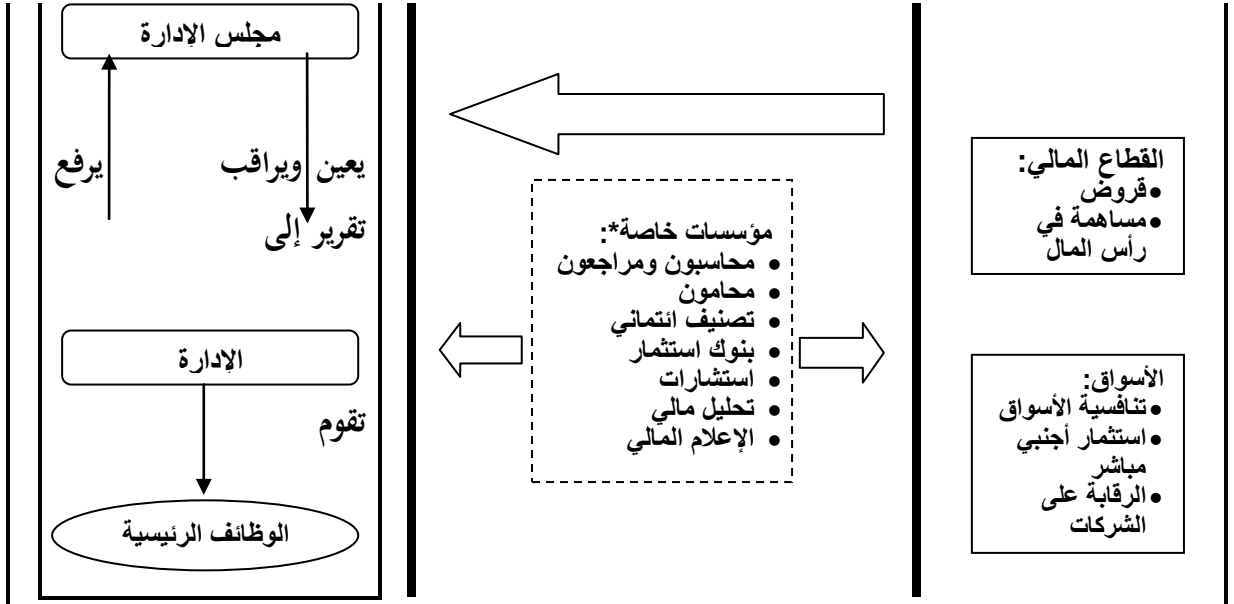 مجلس الإدارة
يعين ويراقب
يرفع
تقرير إلى
الإدارة
تقوم
الوظائف الرئيسية
مؤسسات خاصة*:
• محاسبون ومراجعون
• محامون
• تصنيف ائتماني
• بنوك استثمار
• استشارات
• تحليل مالي
• الإعلام المالي
القطاع المالي:
•قروض
•مساهمة في
رأس المال
الأسواق:
•تنافسية الأسواق
•استثمار أجنبي
مباشر
•الرقابة على
الشركات